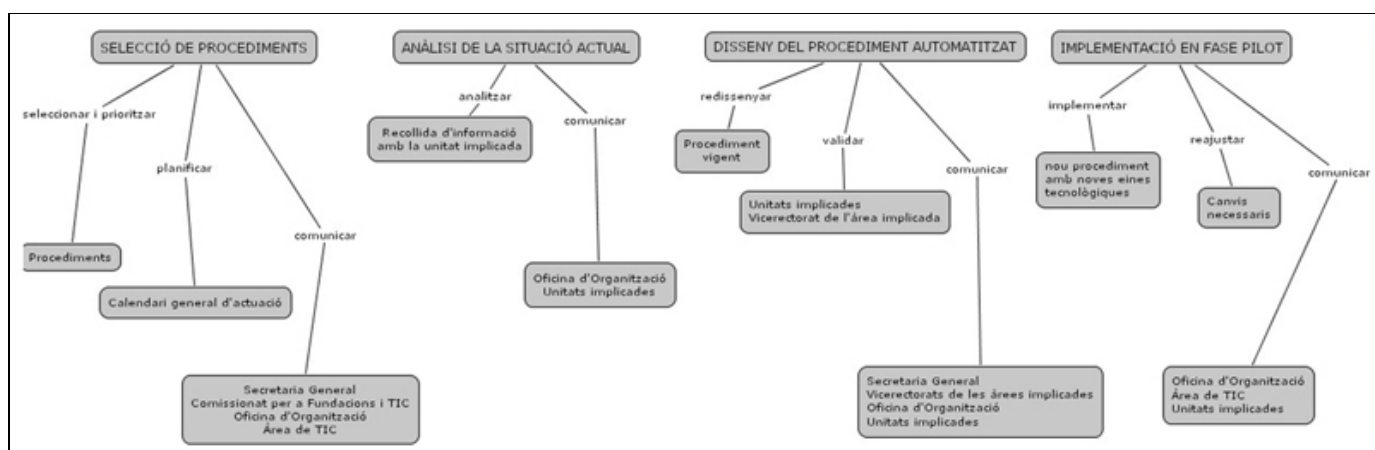 SELECCIÓ DE PROCEDIMENTS
seleccionar i prioritzar
Procediments
planificar
Calendari general d'actuació
comunicar
Secretaria General
Comissionat per a Fundacions i TIC
Oficina d'Organització
Área de TIC
ANÀLISI DE LA SITUACIÓ ACTUAL
analitzar
Recollida d'informació
amb la unitat implicada
comunicar
Oficina d'Organització
Unitats implicades
DISSENY DEL PROCEDIMENT AUTOMATITZAT
redissenyar
Procediment
vigent
validar
Unitats implicades
Vicerectorat de l'área implicada
comunicar
Secretaria General
Vicerectorats de les àrees implicades
Oficina d'Organització
Unitats implicades
IMPLEMENTACIÓ EN FASE PILOT
implementar
nou procediment
amb noves eines
tecnològiques
reajustar
Canvis
necessaris
comunicar
Oficina d'Organització
Área de TIC
Unitats implicades